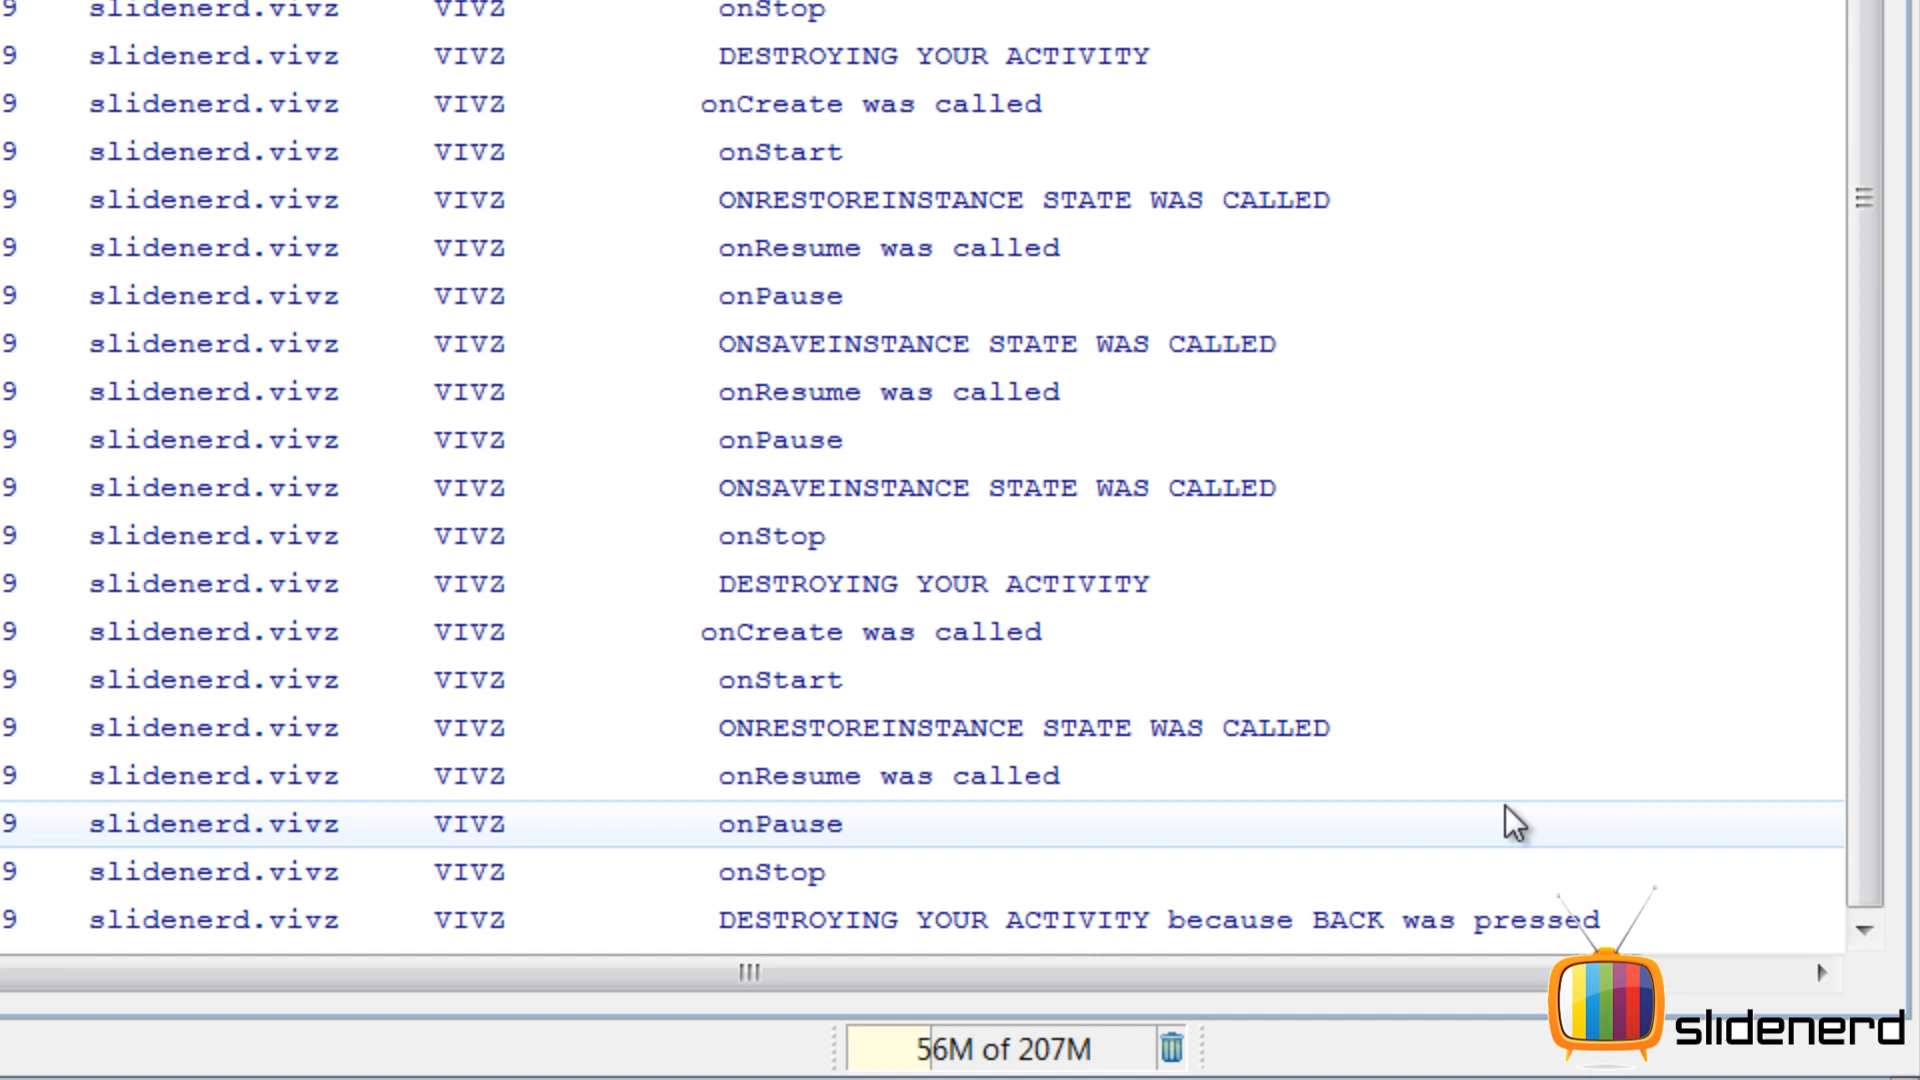 9 slidenerd.vivz VIVZ onStop
9 slidenerd.vivz VIVZ DESTROYING YOUR ACTIVITY
9 slidenerd.vivz VIVZ onCreate was called
9 slidenerd.vivz VIVZ onStart
9 slidenerd.vivz VIVZ ONRESTOREINSTANCE STATE WAS CALLED
9 slidenerd.vivz VIVZ onResume was called
9 slidenerd.vivz VIVZ onPause
9 slidenerd.vivz VIVZ ONSAVEINSTANCE STATE WAS CALLED
9 slidenerd.vivz VIVZ onResume was called
9 slidenerd.vivz VIVZ onPause
9 slidenerd.vivz VIVZ ONSAVEINSTANCE STATE WAS CALLED
9 slidenerd.vivz VIVZ onStop
9 slidenerd.vivz VIVZ DESTROYING YOUR ACTIVITY
9 slidenerd.vivz VIVZ onCreate was called
9 slidenerd.vivz VIVZ onStart
9 slidenerd.vivz VIVZ ONRESTOREINSTANCE STATE WAS CALLED
9 slidenerd.vivz VIVZ onResume was called
9 slidenerd.vivz VIVZ onPause
9 slidenerd.vivz VIVZ onStop
9 slidenerd.vivz VIVZ DESTROYING YOUR ACTIVITY because BACK was pressed
56M of 207M
slidenerd